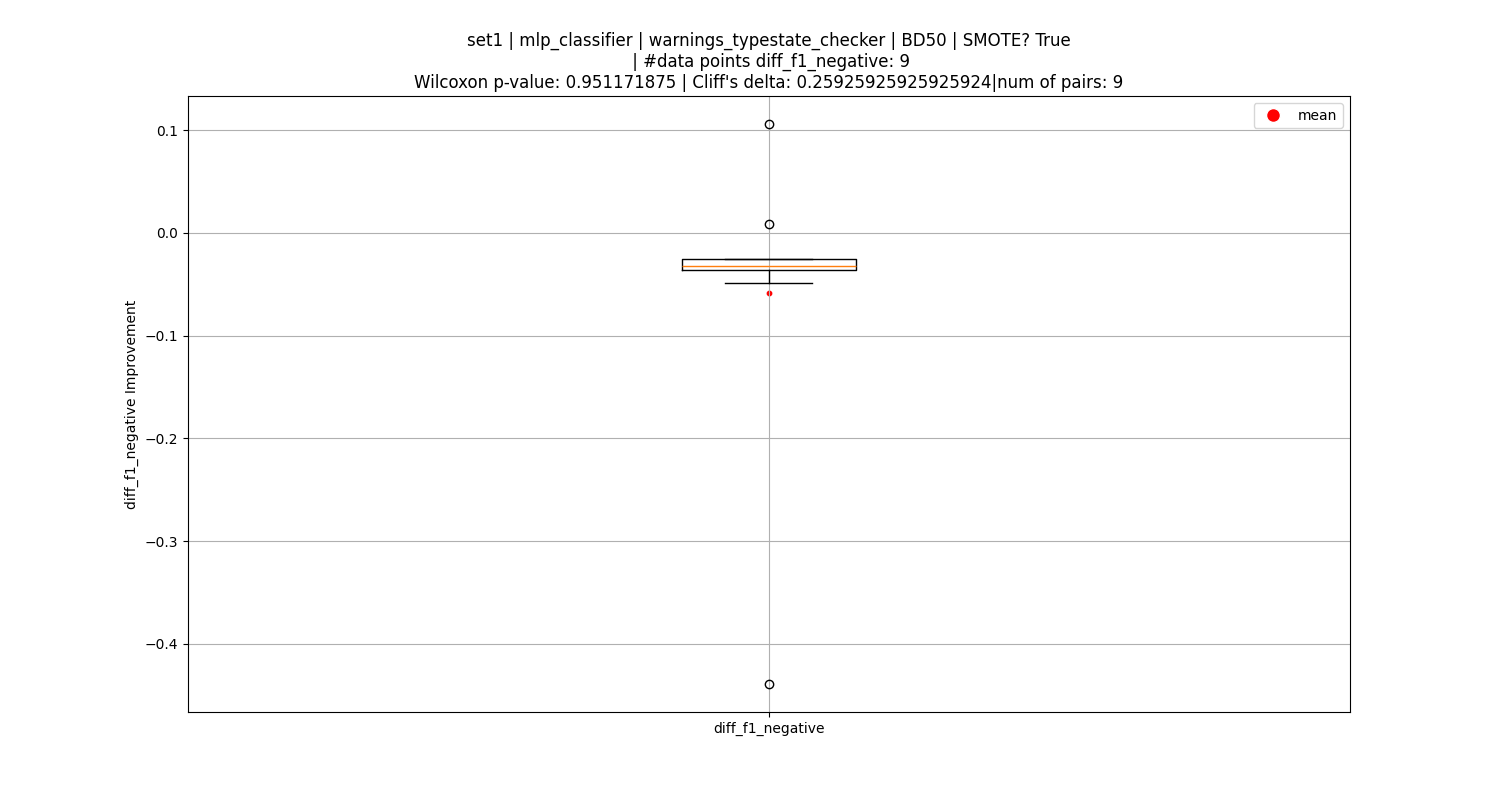 set1 | mlp_classifier | warnings_typestate_checker | BD50 | SMOTE? True
| #data points diff_f1_negative: 9
Wilcoxon p-value: 0.951171875 | Cliff's delta: 0.25925925925925924|num of pairs: 9
mean
0.1
0.0
−0.1
−0.2
−0.3
−0.4
diff_f1_negative Improvement
diff_f1_negative